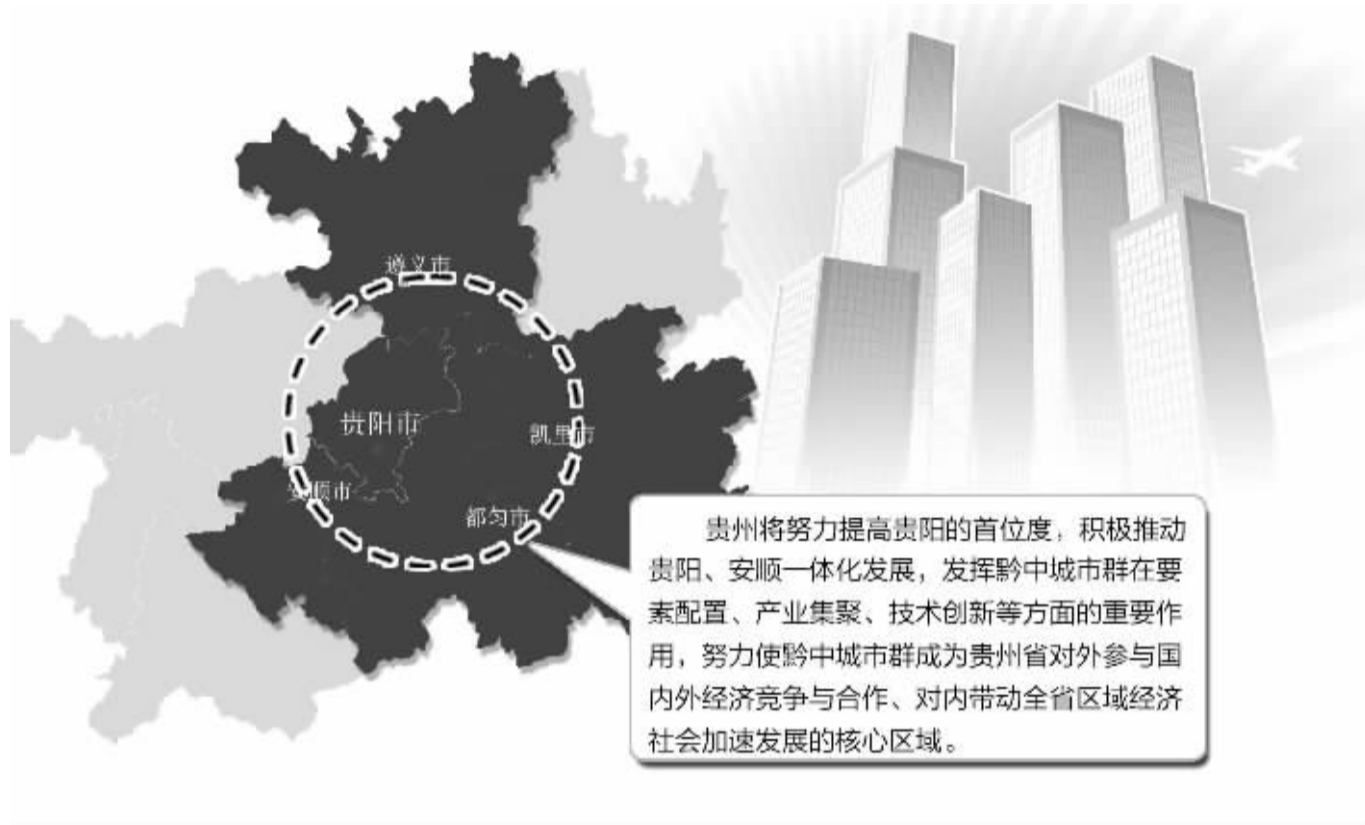 遵义市
贵阳市
凯里市
安顺市
都匀市
贵州将努力提高贵阳的首位度，积极推动
贵阳、安顺一体化发展，发挥黔中城市群在要
素配置、产业集聚、技术创新等方面的重要作
用，努力使黔中城市群成为贵州省对外参与国
内外经济竞争与合作、对内带动全省区域经济
社会加速发展的核心区域。